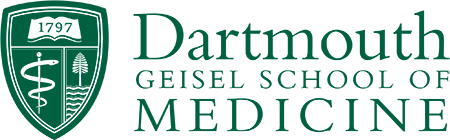 1797
Dartmouth
GEISEL SCHOOL OF
MEDICINE